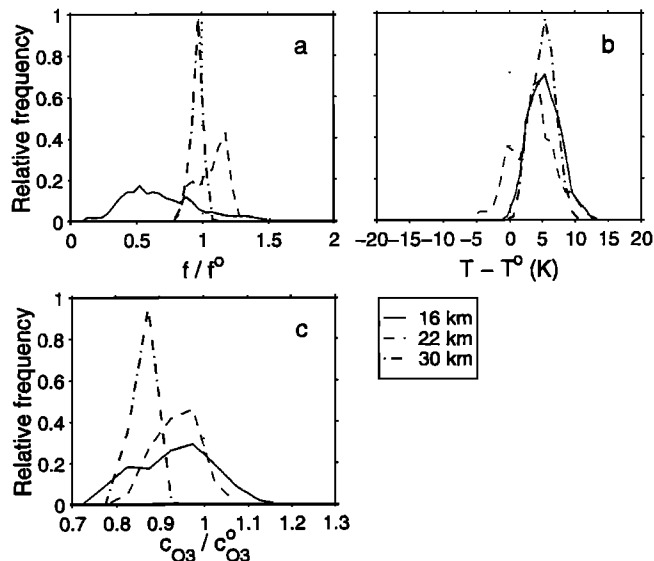 Relative frequency
1
0.8
0.6
0.4
0.2
0
a
0 0.5 1 1.5 2
f / f°
b
−20−15−10 −5 0 5 10 15 20
T − T° (K)
Relative frequency
1
0.8
0.6
0.4
0.2
0
c
0.7 0.8 0.9 1 1.1 1.2 1.3
c_O3 / c°_O3
16 km
22 km
30 km